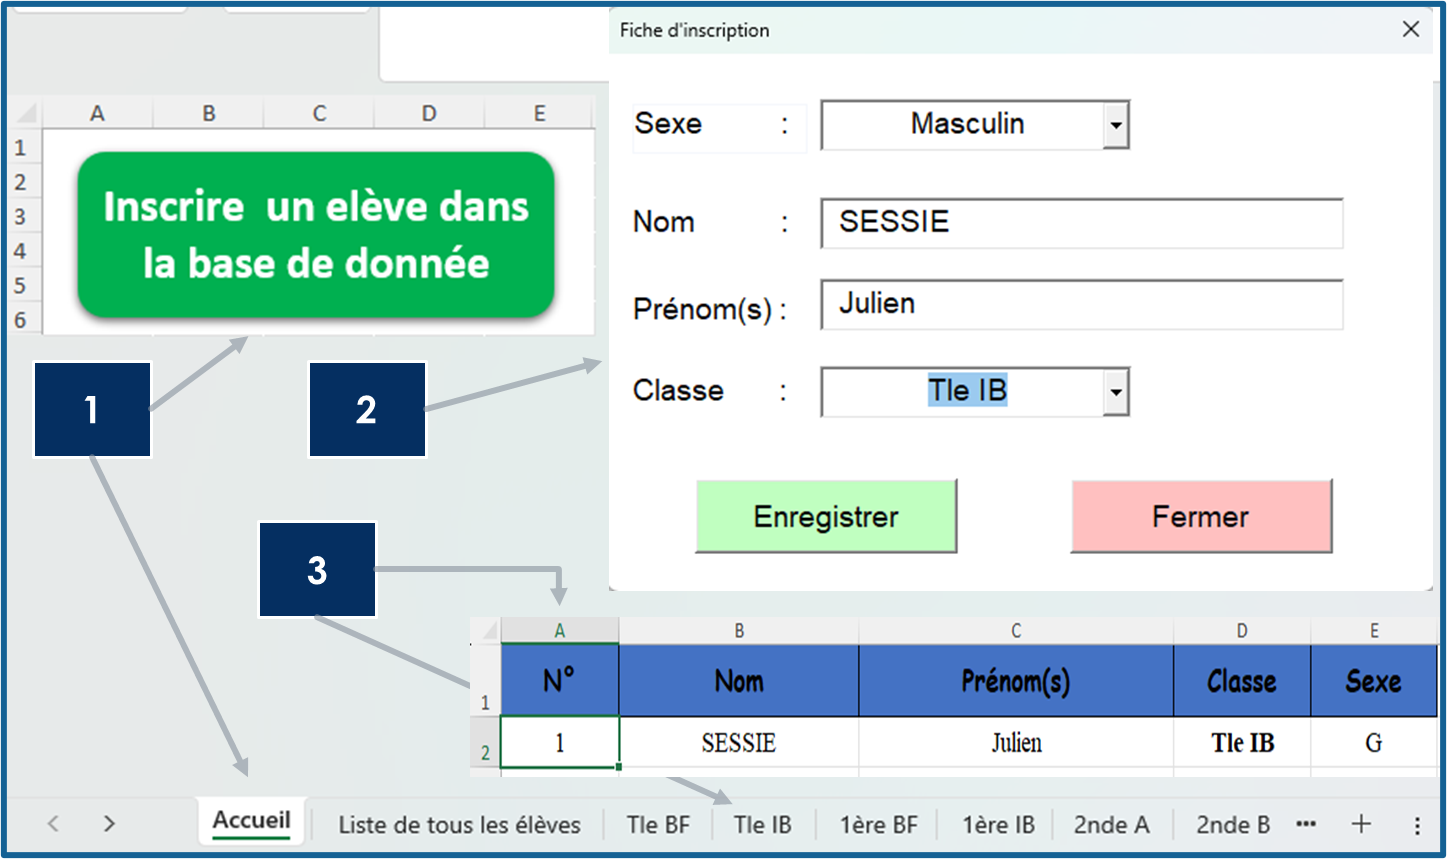 Fiche d'inscription
A B C D E
1
2
3
4
5
6
Inscrire un elève dans
la base de donnée
Sexe : Masculin
Nom : SESSIE
Prénom(s) : Julien
Classe : Tle IB
Enregistrer Fermer
1
2
3
A B C D E
1 N° Nom Prénom(s) Classe Sexe
2 1 SESSIE Julien Tle IB G
Accueil Liste de tous les élèves Tle BF Tle IB 1ère BF 1ère IB 2nde A 2nde B